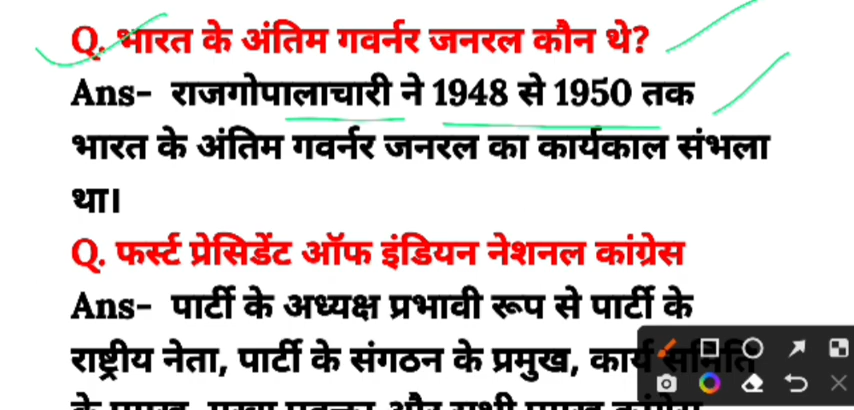 Q. भारत के अंतिम गवर्नर जनरल कौन थे?
Ans- राजगोपालाचारी ने 1948 से 1950 तक
भारत के अंतिम गवर्नर जनरल का कार्यकाल संभला
था।
Q. फर्स्ट प्रेसिडेंट ऑफ इंडियन नेशनल कांग्रेस
Ans- पार्टी के अध्यक्ष प्रभावी रूप से पार्टी के
राष्ट्रीय नेता, पार्टी के संगठन के प्रमुख, कार्य समिति